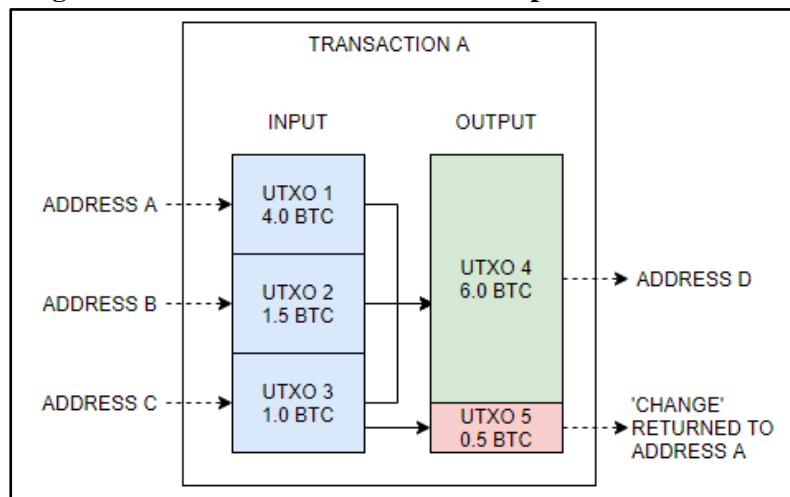 TRANSACTION A
INPUT
OUTPUT
ADDRESS A
UTXO 1
4.0 BTC
ADDRESS B
UTXO 2
1.5 BTC
ADDRESS C
UTXO 3
1.0 BTC
UTXO 4
6.0 BTC
ADDRESS D
UTXO 5
0.5 BTC
'CHANGE'
RETURNED TO
ADDRESS A